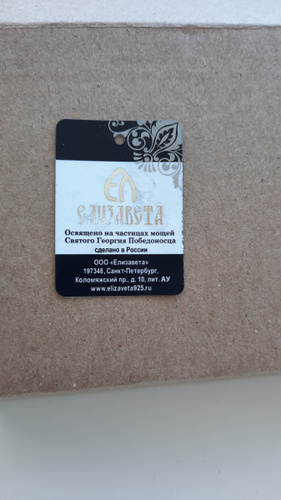 ЕЛ
ЕЛИЗАВЕТА
Освящено на частицах мощей
Святого Георгия Победоносца
сделано в России
ООО «Елизавета»
197348, Санкт-Петербург,
Коломяжский пр., д. 10, лит. АУ
www.elizaveta925.ru